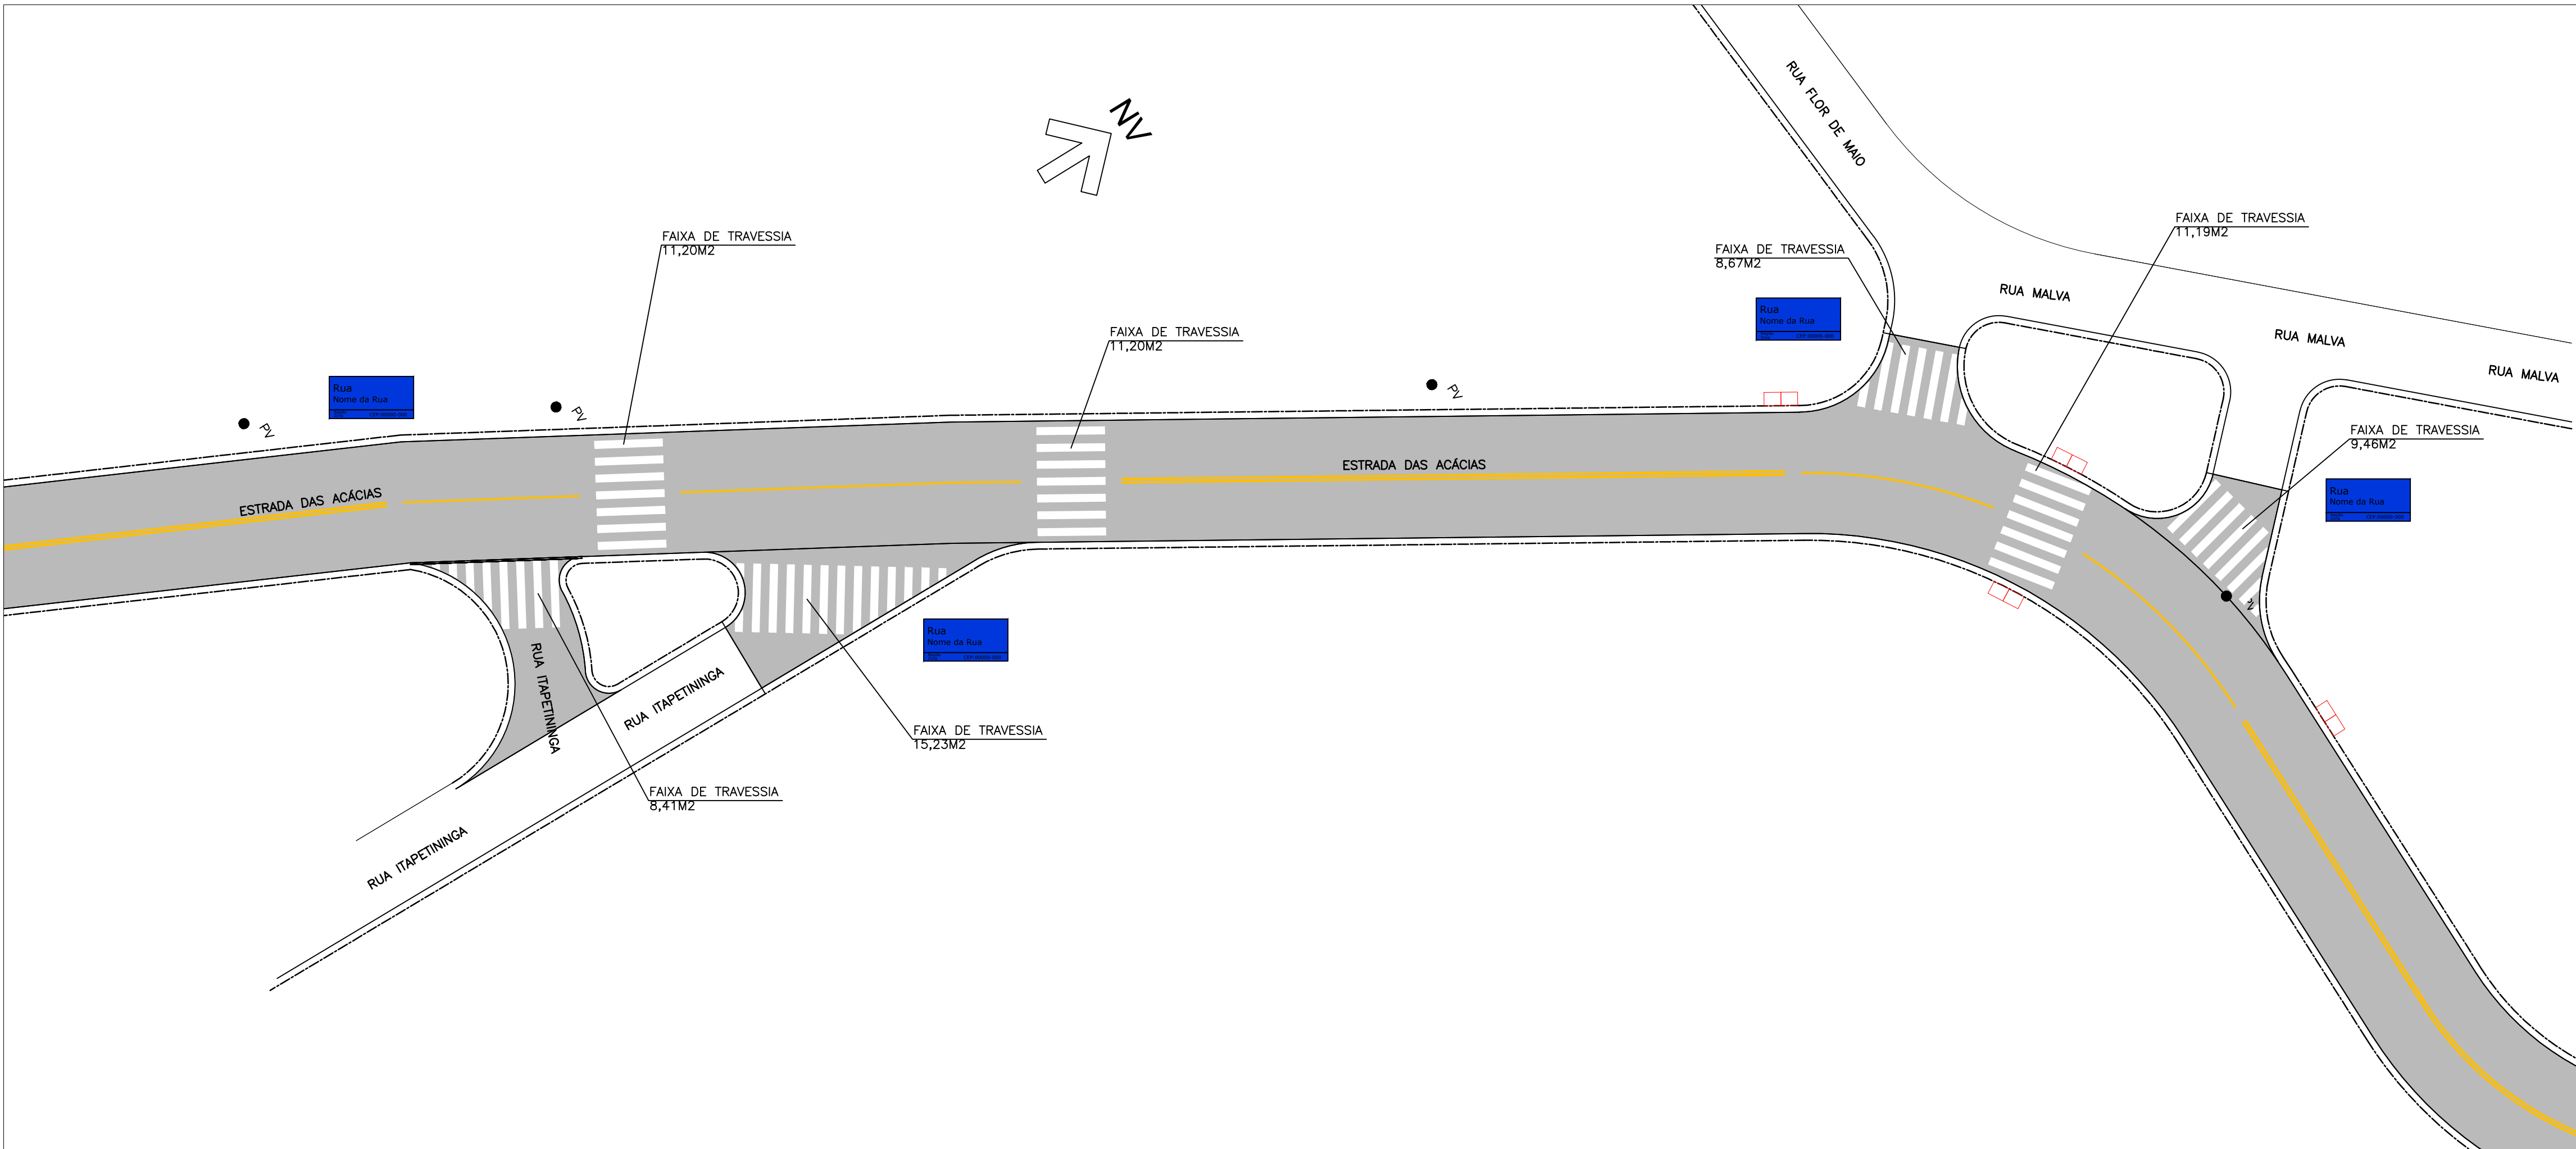 RUA FLOR DE MAIO
NV
FAIXA DE TRAVESSIA
11,20M2
FAIXA DE TRAVESSIA
8,67M2
FAIXA DE TRAVESSIA
11,19M2
RUA MALVA
RUA MALVA
RUA MALVA
Rua
Nome da Rua
FAIXA DE TRAVESSIA
11,20M2
Rua
Nome da Rua
PV
PV
PV
FAIXA DE TRAVESSIA
9,46M2
ESTRADA DAS ACÁCIAS
ESTRADA DAS ACÁCIAS
Rua
Nome da Rua
PV
Rua
Nome da Rua
RUA ITAPETININGA
RUA ITAPETININGA
FAIXA DE TRAVESSIA
15,23M2
FAIXA DE TRAVESSIA
8,41M2
RUA ITAPETININGA